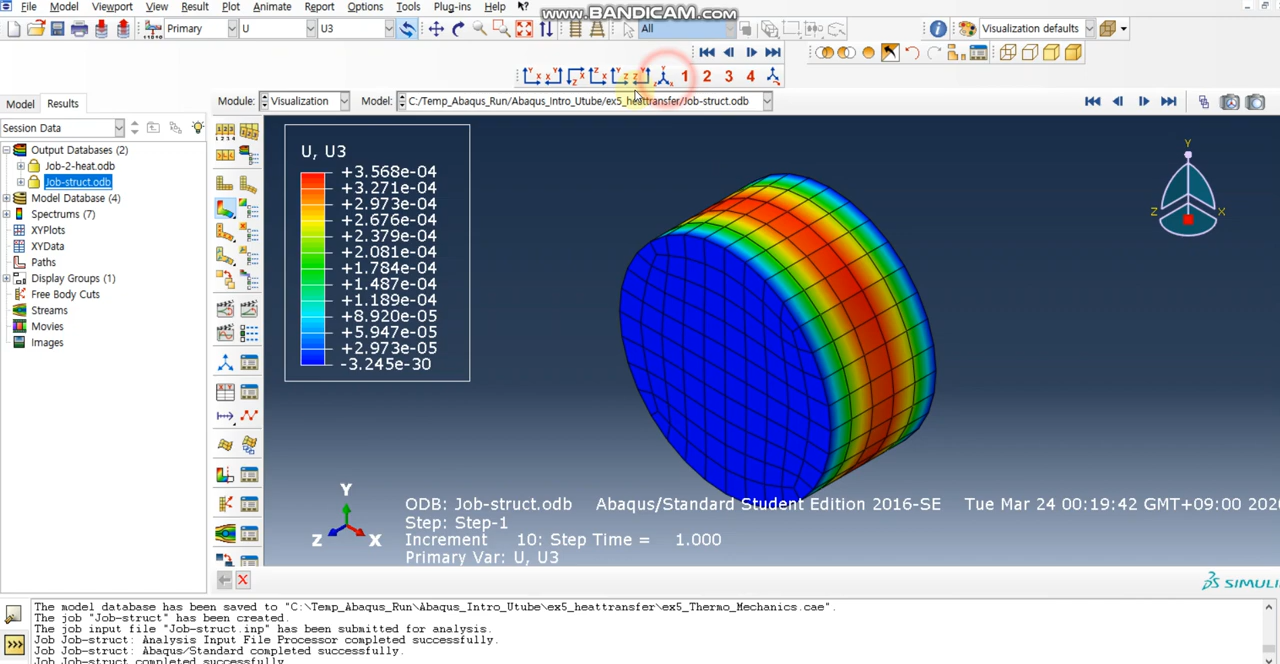 File Model Viewport View Result Plot Animate Report Options Tools Plug-ins Help
www.BANDICAM.com
Primary U U3 All Visualization defaults
1 2 3 4
Model Results Module: Visualization Model: C:/Temp_Abaqus_Run/Abaqus_Intro_Utube/ex5_heattransfer/Job-struct.odb
Session Data
Output Databases (2)
Job-2-heat.odb
Job-struct.odb
Model Database (4)
Spectrums (7)
XYPlots
XYData
Paths
Display Groups (1)
Free Body Cuts
Streams
Movies
Images
U, U3
+3.568e-04
+3.271e-04
+2.973e-04
+2.676e-04
+2.379e-04
+2.081e-04
+1.784e-04
+1.487e-04
+1.189e-04
+8.920e-05
+5.947e-05
+2.973e-05
-3.245e-30
Y
Z X
Y
Z X
ODB: Job-struct.odb Abaqus/Standard Student Edition 2016-SE Tue Mar 24 00:19:42 GMT+09:00 202
Step: Step-1
Increment 10: Step Time = 1.000
Primary Var: U, U3
SIMULI
The model database has been saved to "C:\Temp_Abaqus_Run\Abaqus_Intro_Utube\ex5_heattransfer\ex5_Thermo_Mechanics.cae".
The job "Job-struct" has been created.
The job input file "Job-struct.inp" has been submitted for analysis.
Job Job-struct: Analysis Input File Processor completed successfully.
Job Job-struct: Abaqus/Standard completed successfully.
Job Job-struct completed successfully.